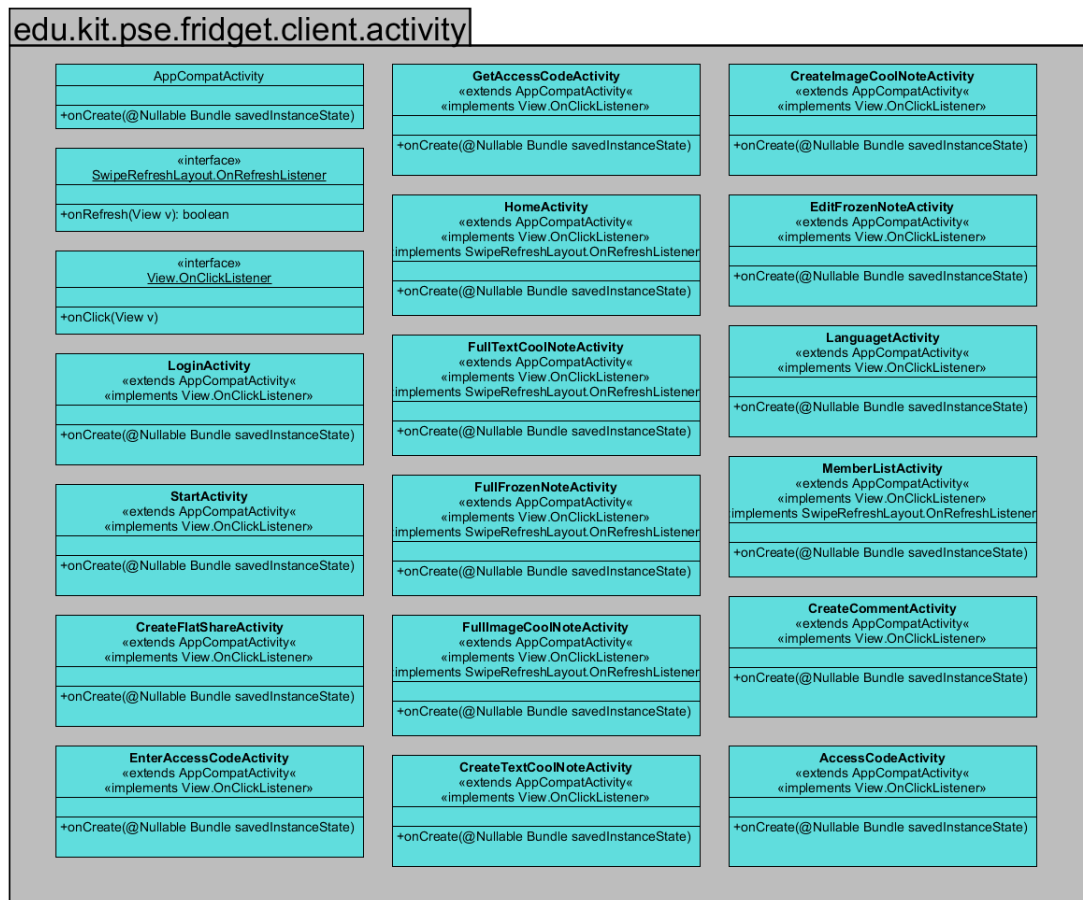 edu.kit.pse.fridget.client.activity
AppCompatActivity
+onCreate(@Nullable Bundle savedInstanceState)
«interface»
SwipeRefreshLayout.OnRefreshListener
+onRefresh(View v): boolean
«interface»
View.OnClickListener
+onClick(View v)
LoginActivity
«extends AppCompatActivity«
«implements View.OnClickListener»
+onCreate(@Nullable Bundle savedInstanceState)
StartActivity
«extends AppCompatActivity«
«implements View.OnClickListener»
+onCreate(@Nullable Bundle savedInstanceState)
CreateFlatShareActivity
«extends AppCompatActivity«
«implements View.OnClickListener»
+onCreate(@Nullable Bundle savedInstanceState)
EnterAccessCodeActivity
«extends AppCompatActivity«
«implements View.OnClickListener»
+onCreate(@Nullable Bundle savedInstanceState)
GetAccessCodeActivity
«extends AppCompatActivity«
«implements View.OnClickListener»
+onCreate(@Nullable Bundle savedInstanceState)
HomeActivity
«extends AppCompatActivity«
«implements View.OnClickListener»
implements SwipeRefreshLayout.OnRefreshListener
+onCreate(@Nullable Bundle savedInstanceState)
FullTextCoolNoteActivity
«extends AppCompatActivity«
«implements View.OnClickListener»
implements SwipeRefreshLayout.OnRefreshListener
+onCreate(@Nullable Bundle savedInstanceState)
FullFrozenNoteActivity
«extends AppCompatActivity«
«implements View.OnClickListener»
implements SwipeRefreshLayout.OnRefreshListener
+onCreate(@Nullable Bundle savedInstanceState)
FullImageCoolNoteActivity
«extends AppCompatActivity«
«implements View.OnClickListener»
implements SwipeRefreshLayout.OnRefreshListener
+onCreate(@Nullable Bundle savedInstanceState)
CreateTextCoolNoteActivity
«extends AppCompatActivity«
«implements View.OnClickListener»
+onCreate(@Nullable Bundle savedInstanceState)
CreateImageCoolNoteActivity
«extends AppCompatActivity«
«implements View.OnClickListener»
+onCreate(@Nullable Bundle savedInstanceState)
EditFrozenNoteActivity
«extends AppCompatActivity«
«implements View.OnClickListener»
+onCreate(@Nullable Bundle savedInstanceState)
LanguagetActivity
«extends AppCompatActivity«
«implements View.OnClickListener»
+onCreate(@Nullable Bundle savedInstanceState)
MemberListActivity
«extends AppCompatActivity«
«implements View.OnClickListener»
implements SwipeRefreshLayout.OnRefreshListener
+onCreate(@Nullable Bundle savedInstanceState)
CreateCommentActivity
«extends AppCompatActivity«
«implements View.OnClickListener»
+onCreate(@Nullable Bundle savedInstanceState)
AccessCodeActivity
«extends AppCompatActivity«
«implements View.OnClickListener»
+onCreate(@Nullable Bundle savedInstanceState)